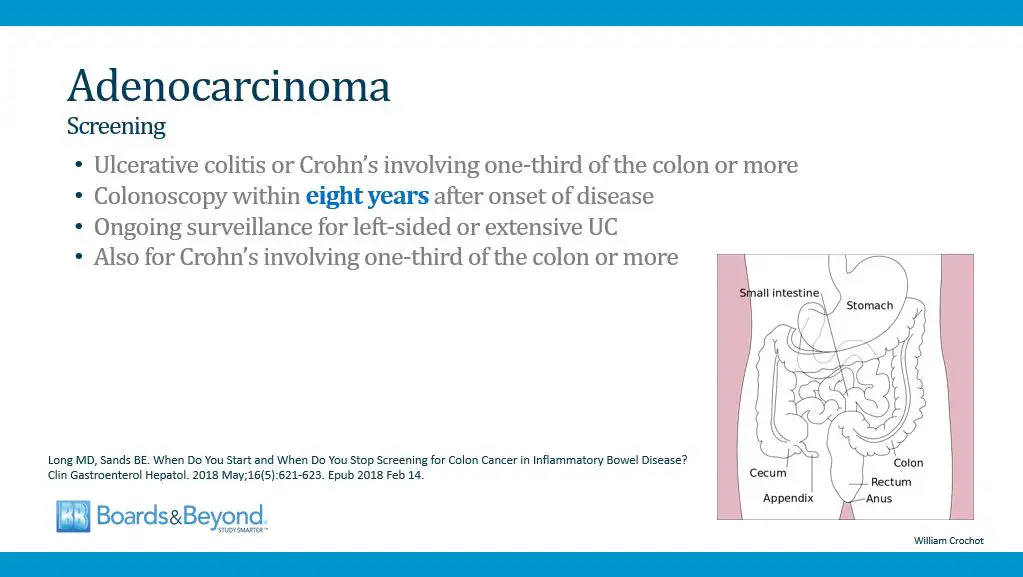 Adenocarcinoma
Screening
• Ulcerative colitis or Crohn's involving one-third of the colon or more
• Colonoscopy within eight years after onset of disease
• Ongoing surveillance for left-sided or extensive UC
• Also for Crohn's involving one-third of the colon or more
Small intestine
Stomach
Colon
Cecum
Rectum
Appendix
Anus
Long MD, Sands BE. When Do You Start and When Do You Stop Screening for Colon Cancer in Inflammatory Bowel Disease?
Clin Gastroenterol Hepatol. 2018 May;16(5):621-623. Epub 2018 Feb 14.
BB Boards&Beyond.
STUDY SMARTER™
William Crochot